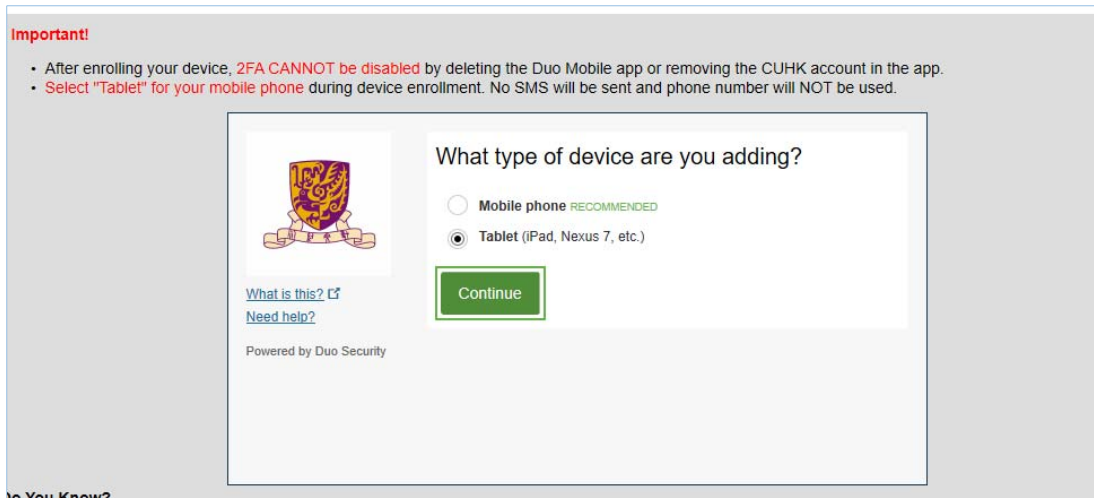 Important!
• After enrolling your device, 2FA CANNOT be disabled by deleting the Duo Mobile app or removing the CUHK account in the app.
• Select "Tablet" for your mobile phone during device enrollment. No SMS will be sent and phone number will NOT be used.
What type of device are you adding?
Mobile phone RECOMMENDED
Tablet (iPad, Nexus 7, etc.)
Continue
What is this?
Need help?
Powered by Duo Security
You Know?